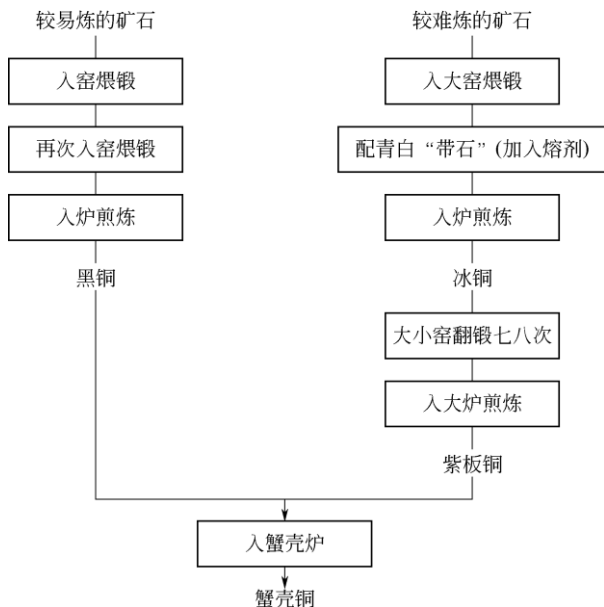 较易炼的矿石
较难炼的矿石
入窑煨锻
入大窑煨锻
再次入窑煨锻
配青白“带石”(加入熔剂)
入炉煎炼
入炉煎炼
黑铜
冰铜
大小窑翻锻七八次
入大炉煎炼
紫板铜
入蟹壳炉
蟹壳铜